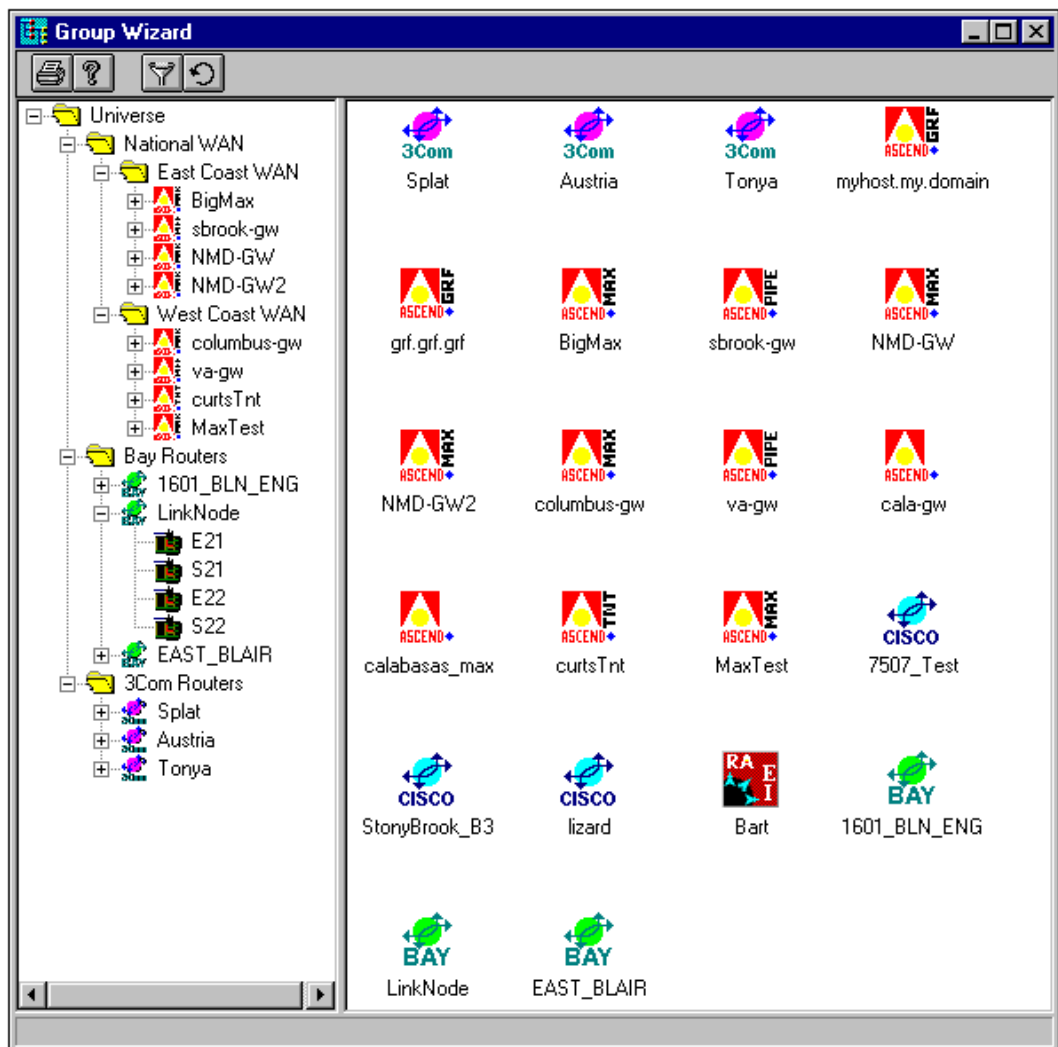 Group Wizard
Universe
National WAN
East Coast WAN
BigMax
sbrook-gw
NMD-GW
NMD-GW2
West Coast WAN
columbus-gw
va-gw
curtsTnt
MaxTest
Bay Routers
1601_BLN_ENG
LinkNode
E21
S21
E22
S22
EAST_BLAIR
3Com Routers
Splat
Austria
Tonya
3Com
Splat
3Com
Austria
3Com
Tonya
ASCEND GRF
myhost.my.domain
ASCEND GRF
grf.grf.grf
ASCEND MAX
BigMax
ASCEND PIPE
sbrook-gw
ASCEND MAX
NMD-GW
ASCEND MAX
NMD-GW2
ASCEND
columbus-gw
ASCEND PIPE
va-gw
ASCEND
cala-gw
ASCEND
calabasas_max
ASCEND TNT
curtsTnt
ASCEND MAX
MaxTest
CISCO
7507_Test
CISCO
StonyBrook_B3
CISCO
lizard
RA EI
Bart
BAY
1601_BLN_ENG
BAY
LinkNode
BAY
EAST_BLAIR